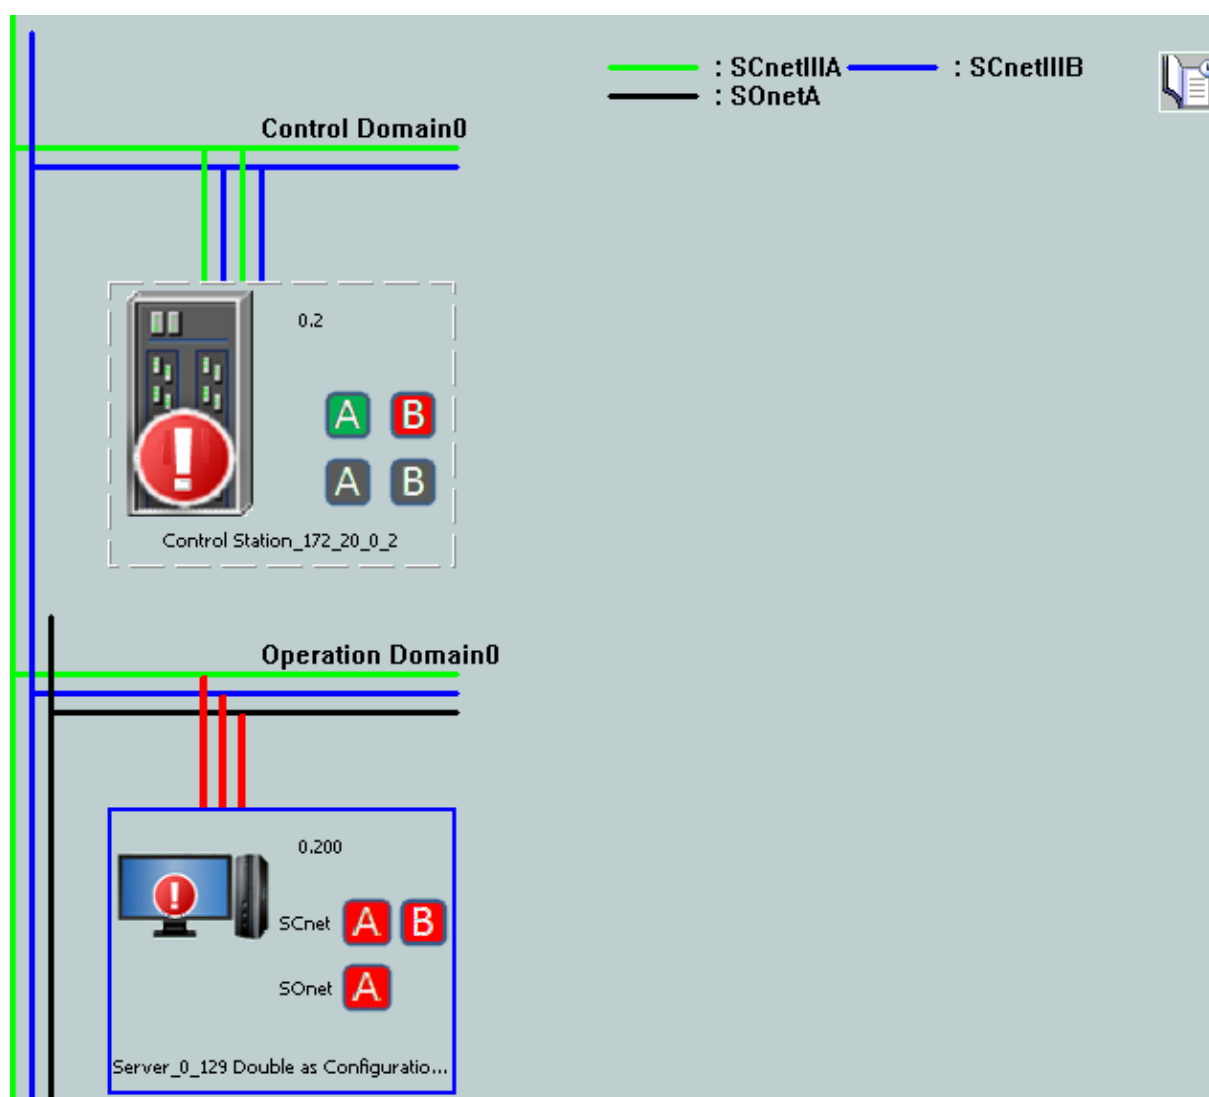 : SCnetIIIA : SCnetIIIB
: SOnetA
Control Domain0
0.2
A B
A B
Control Station_172_20_0_2
Operation Domain0
0.200
SCnet A B
SOnet A
Server_0_129 Double as Configuratio...